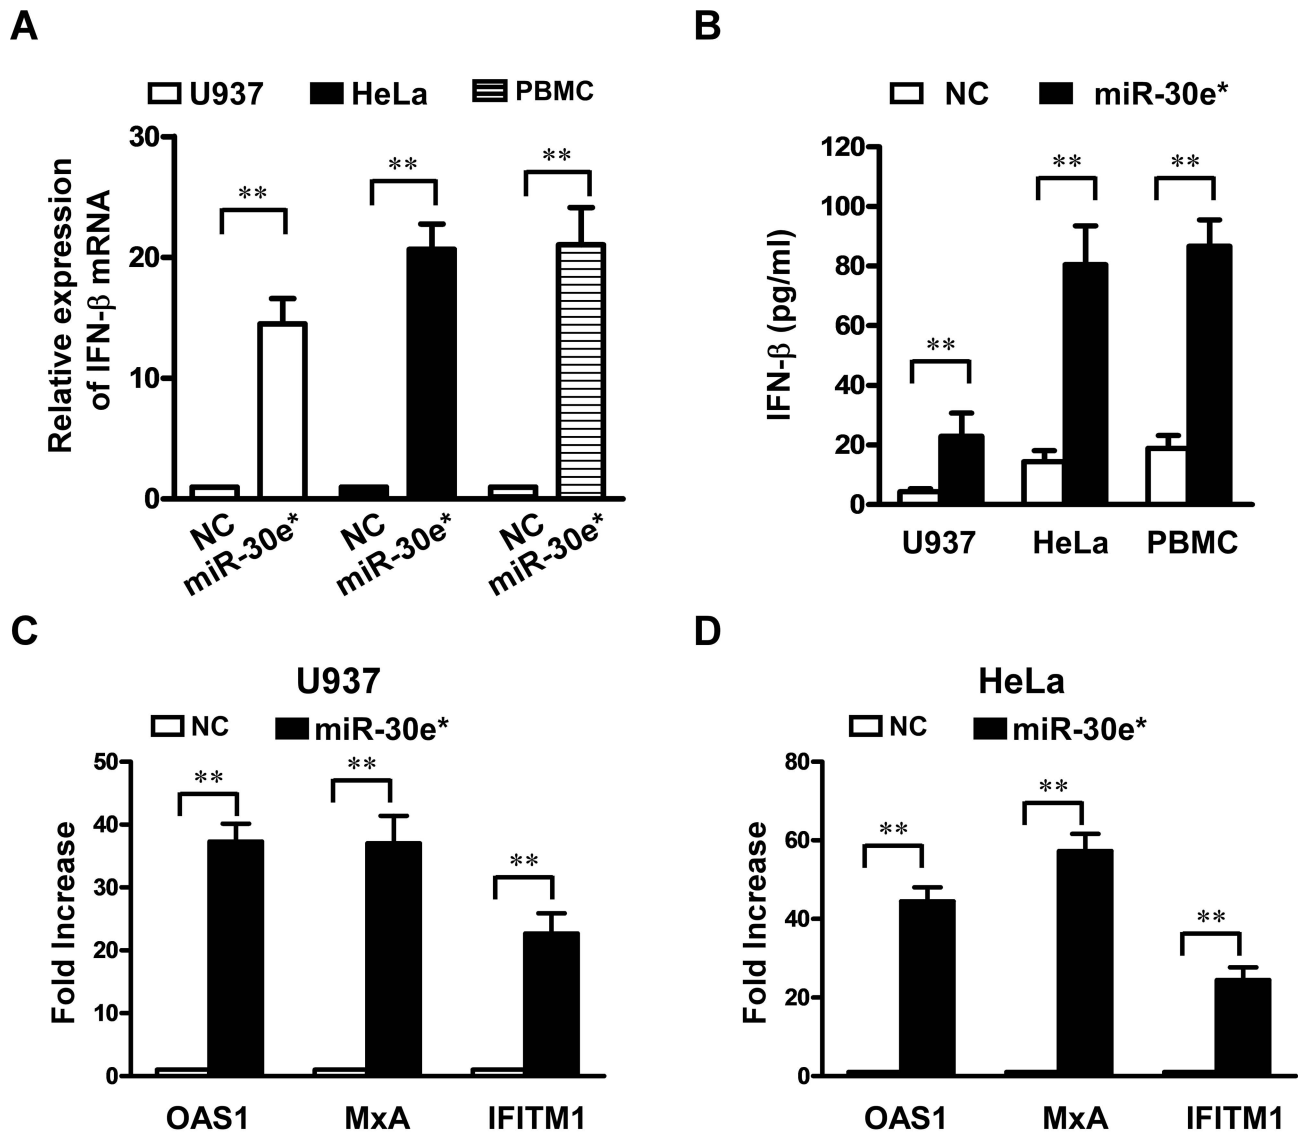 A
U937 HeLa PBMC
Relative expression
of IFN-β mRNA
30
20
10
0
** ** **
NC miR-30e* NC miR-30e* NC miR-30e*
B
NC miR-30e*
IFN-β (pg/ml)
120
100
80
60
40
20
0
** ** **
U937 HeLa PBMC
C
U937
NC miR-30e*
Fold Increase
50
40
30
20
10
0
** ** **
OAS1 MxA IFITM1
D
HeLa
NC miR-30e*
Fold Increase
80
60
40
20
0
** ** **
OAS1 MxA IFITM1